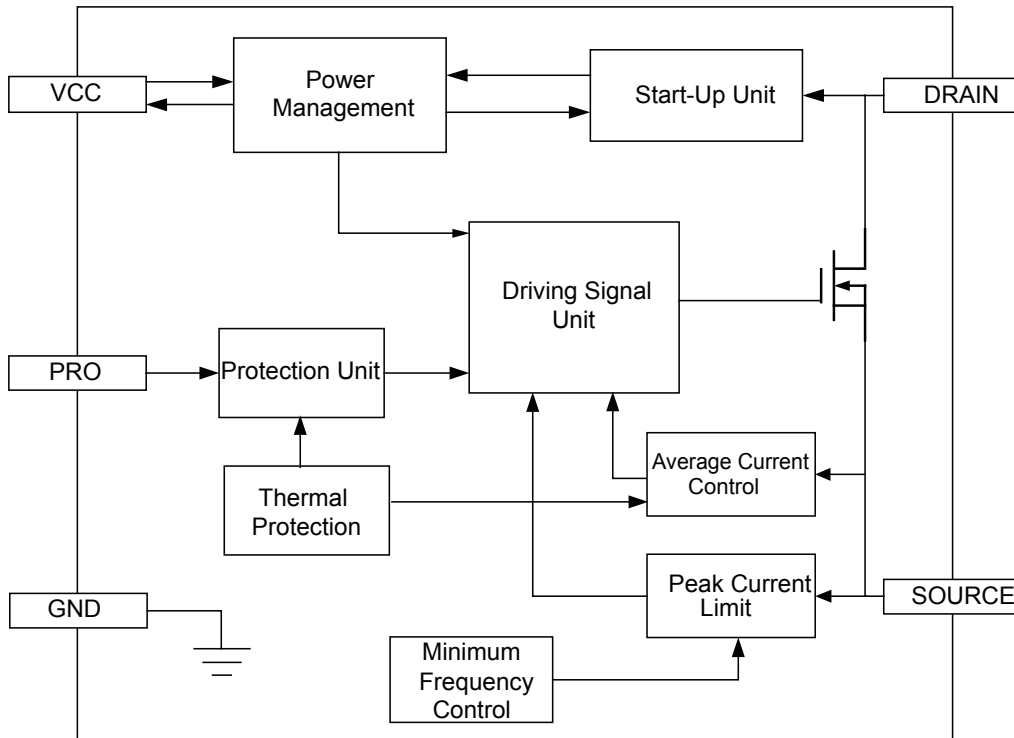 VCC
Power
Management
Start-Up Unit
DRAIN
Driving Signal
Unit
PRO
Protection Unit
Average Current
Control
Thermal
Protection
GND
Peak Current
Limit
SOURCE
Minimum
Frequency
Control